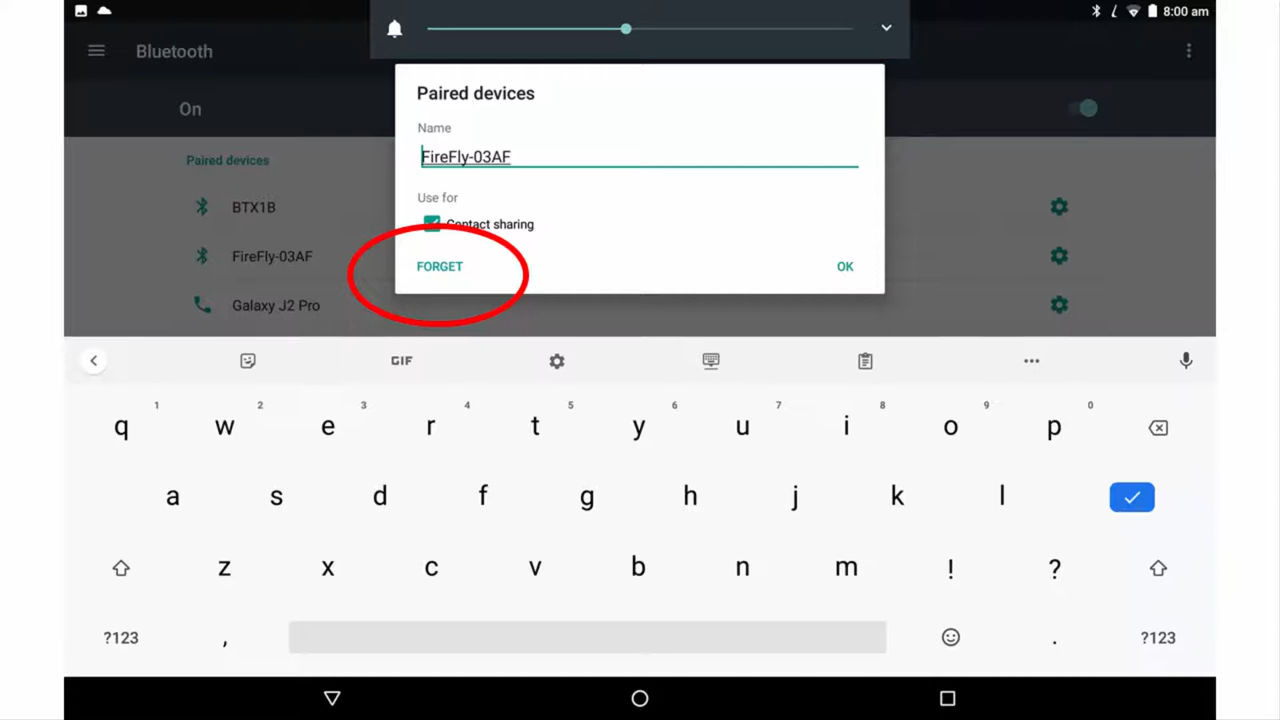 8:00 am
Bluetooth
On
Paired devices
Name
FireFly-03AF
Use for
Contact sharing
FORGET
OK
Paired devices
BTX1B
FireFly-03AF
Galaxy J2 Pro
GIF
1 2 3 4 5 6 7 8 9 0
q w e r t y u i o p
a s d f g h j k l
z x c v b n m ! ?
?123 , . ?123